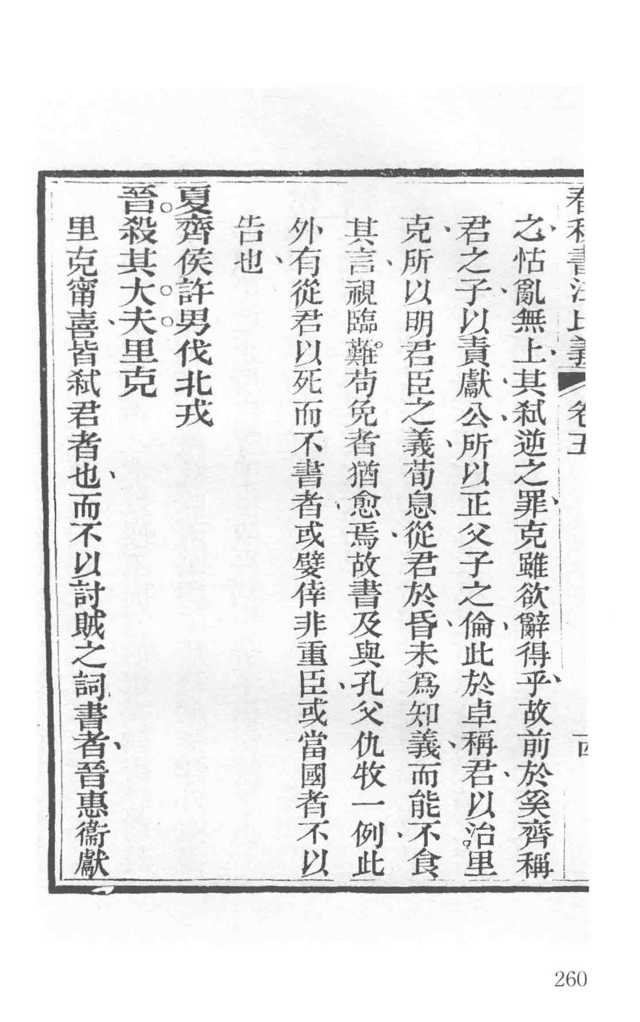 卷五
之怙亂無上其弒逆之罪克雖欲辭得乎故前於奚齊稱
君之子以責獻公所以正父子之倫此於卓稱君以治里
克所以明君臣之義荀息從君於昏未爲知義而能不食
其言視臨難苟免者猶愈焉故書及與孔父仇牧一例此
外有從君以死而不書者或嬖倖非重臣或當國者不以
告也
夏齊侯許男伐北戎
晉殺其大夫里克
里克甯喜皆弒君者也而不以討賊之詞書者晉惠衞獻
260